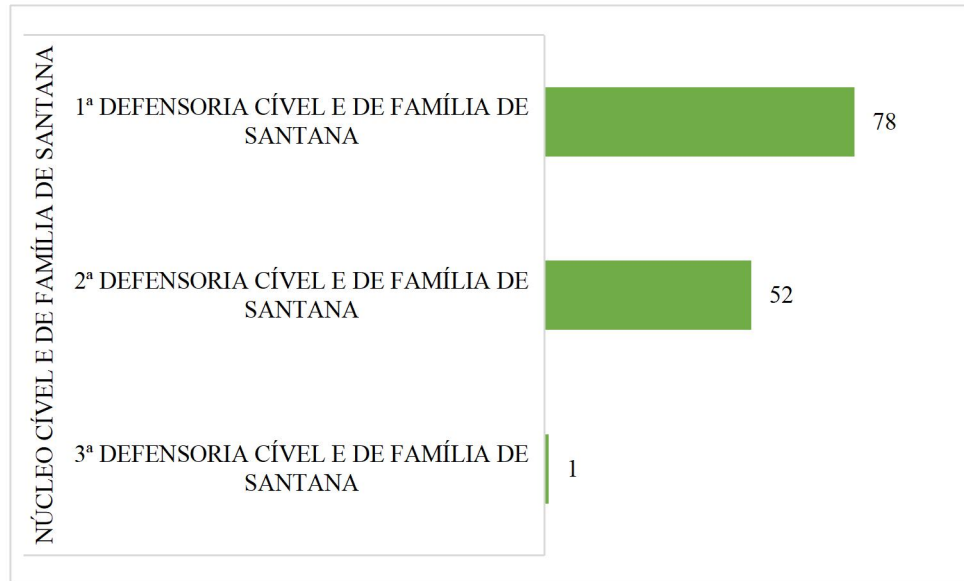 NÚCLEO CÍVEL E DE FAMÍLIA DE SANTANA
1ª DEFENSORIA CÍVEL E DE FAMÍLIA DE
SANTANA
78
2ª DEFENSORIA CÍVEL E DE FAMÍLIA DE
SANTANA
52
3ª DEFENSORIA CÍVEL E DE FAMÍLIA DE
SANTANA
1